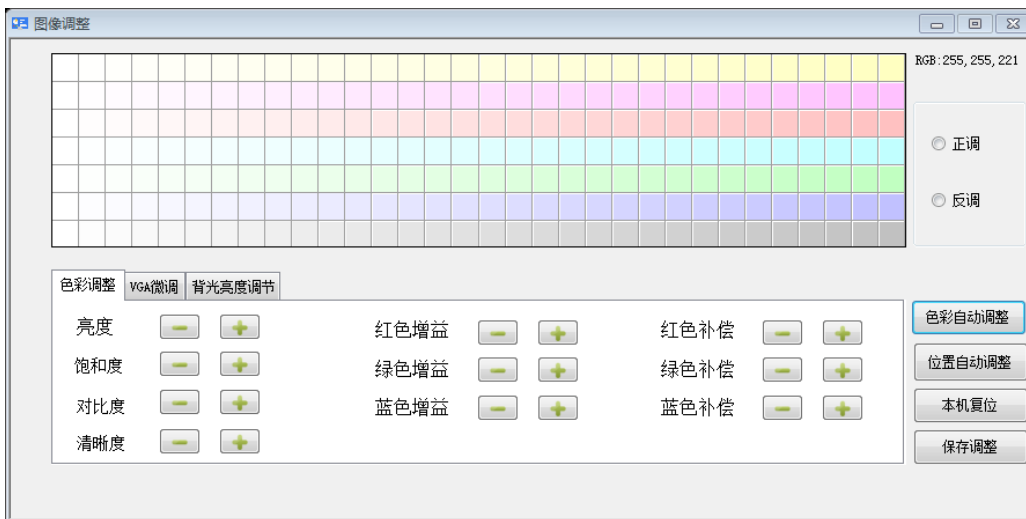 图像调整
RGB:255, 255, 221
正调
反调
色彩调整 VGA微调 背光亮度调节
亮度 红色增益 红色补偿
饱和度 绿色增益 绿色补偿
对比度 蓝色增益 蓝色补偿
清晰度
色彩自动调整
位置自动调整
本机复位
保存调整